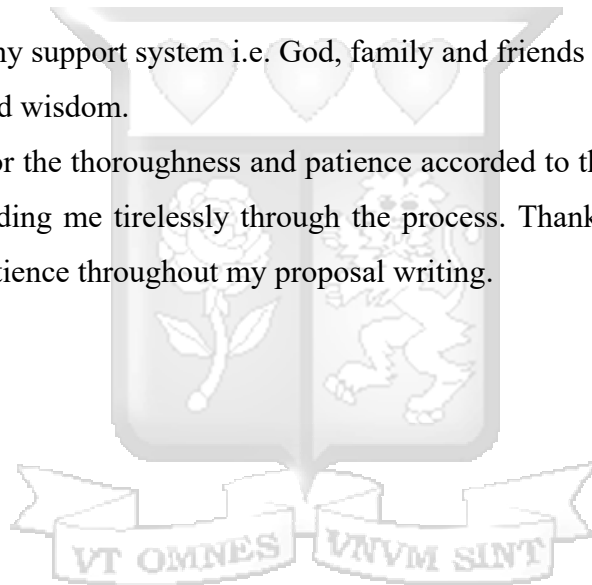 ny support system i.e. God, family and friends
d wisdom.
or the thoroughness and patience accorded to th
ding me tirelessly through the process. Thank
tience throughout my proposal writing.
VT OMNES VNVM SINT